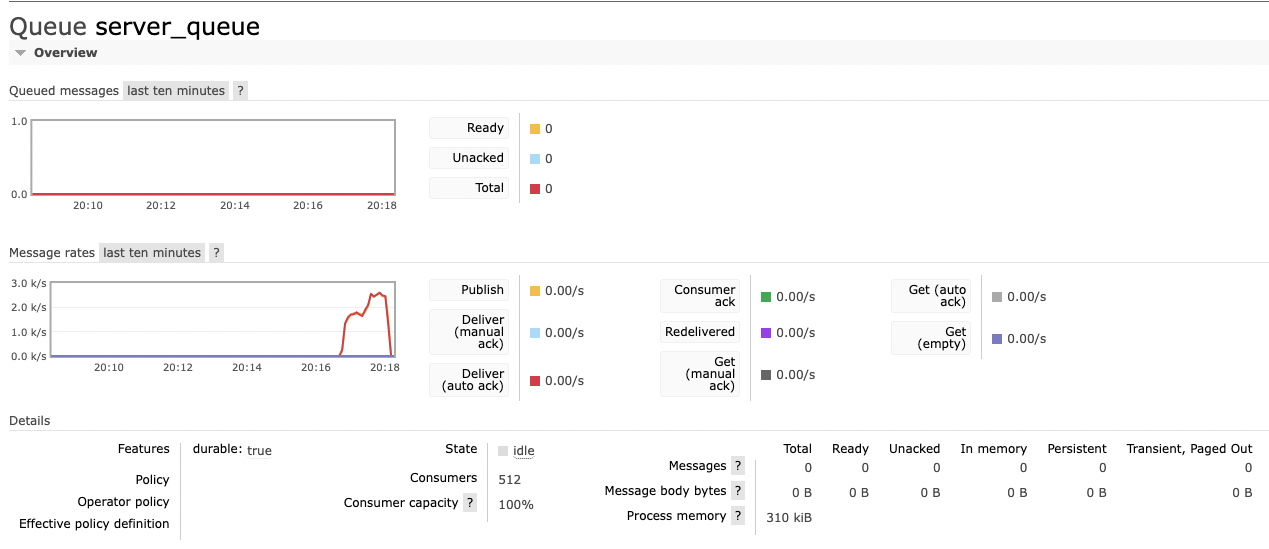 Queue server_queue
Overview
Queued messages last ten minutes ?
1.0
0.0
20:10 20:12 20:14 20:16 20:18
Ready 0
Unacked 0
Total 0
Message rates last ten minutes ?
3.0 k/s
2.0 k/s
1.0 k/s
0.0 k/s
20:10 20:12 20:14 20:16 20:18
Publish 0.00/s
Deliver
(manual 0.00/s
ack)
Deliver
(auto ack) 0.00/s
Consumer
ack 0.00/s
Redelivered 0.00/s
Get
(manual 0.00/s
ack)
Get (auto
ack) 0.00/s
Get
(empty) 0.00/s
Details
Features durable: true
Policy
Operator policy
Effective policy definition
State idle
Consumers 512
Consumer capacity ? 100%
Total Ready Unacked In memory Persistent Transient, Paged Out
Messages ? 0 0 0 0 0 0
Message body bytes ? 0 B 0 B 0 B 0 B 0 B 0 B
Process memory ? 310 kiB